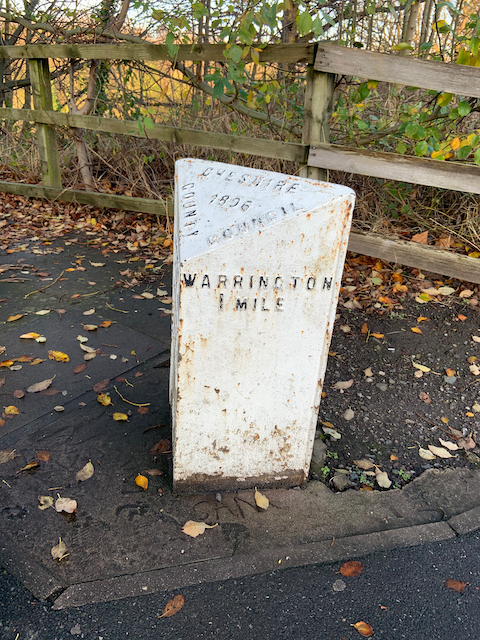 CHESHIRE
1896
COUNTY
COUNCIL
WARRINGTON
1 MILE